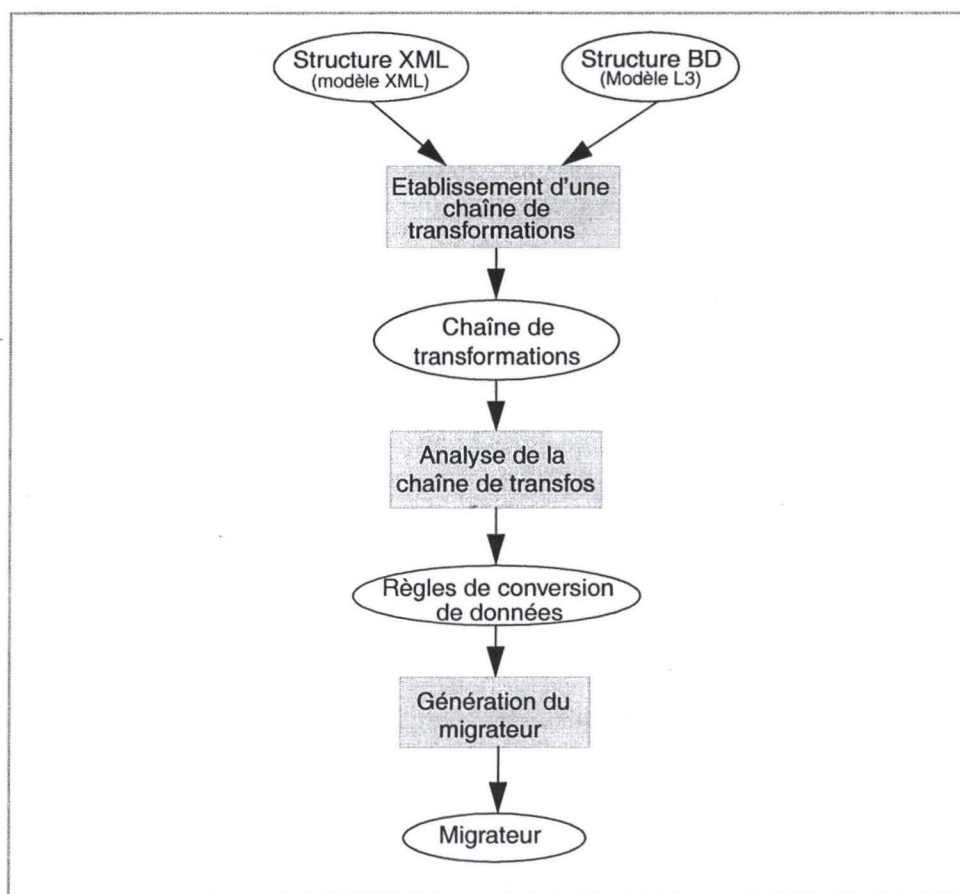 Structure XML
(modèle XML)
Structure BD
(Modèle L3)
Etablissement d'une
chaîne de
transformations
Chaîne de
transformations
Analyse de la
chaîne de transfos
Règles de conversion
de données
Génération du
migrateur
Migrateur